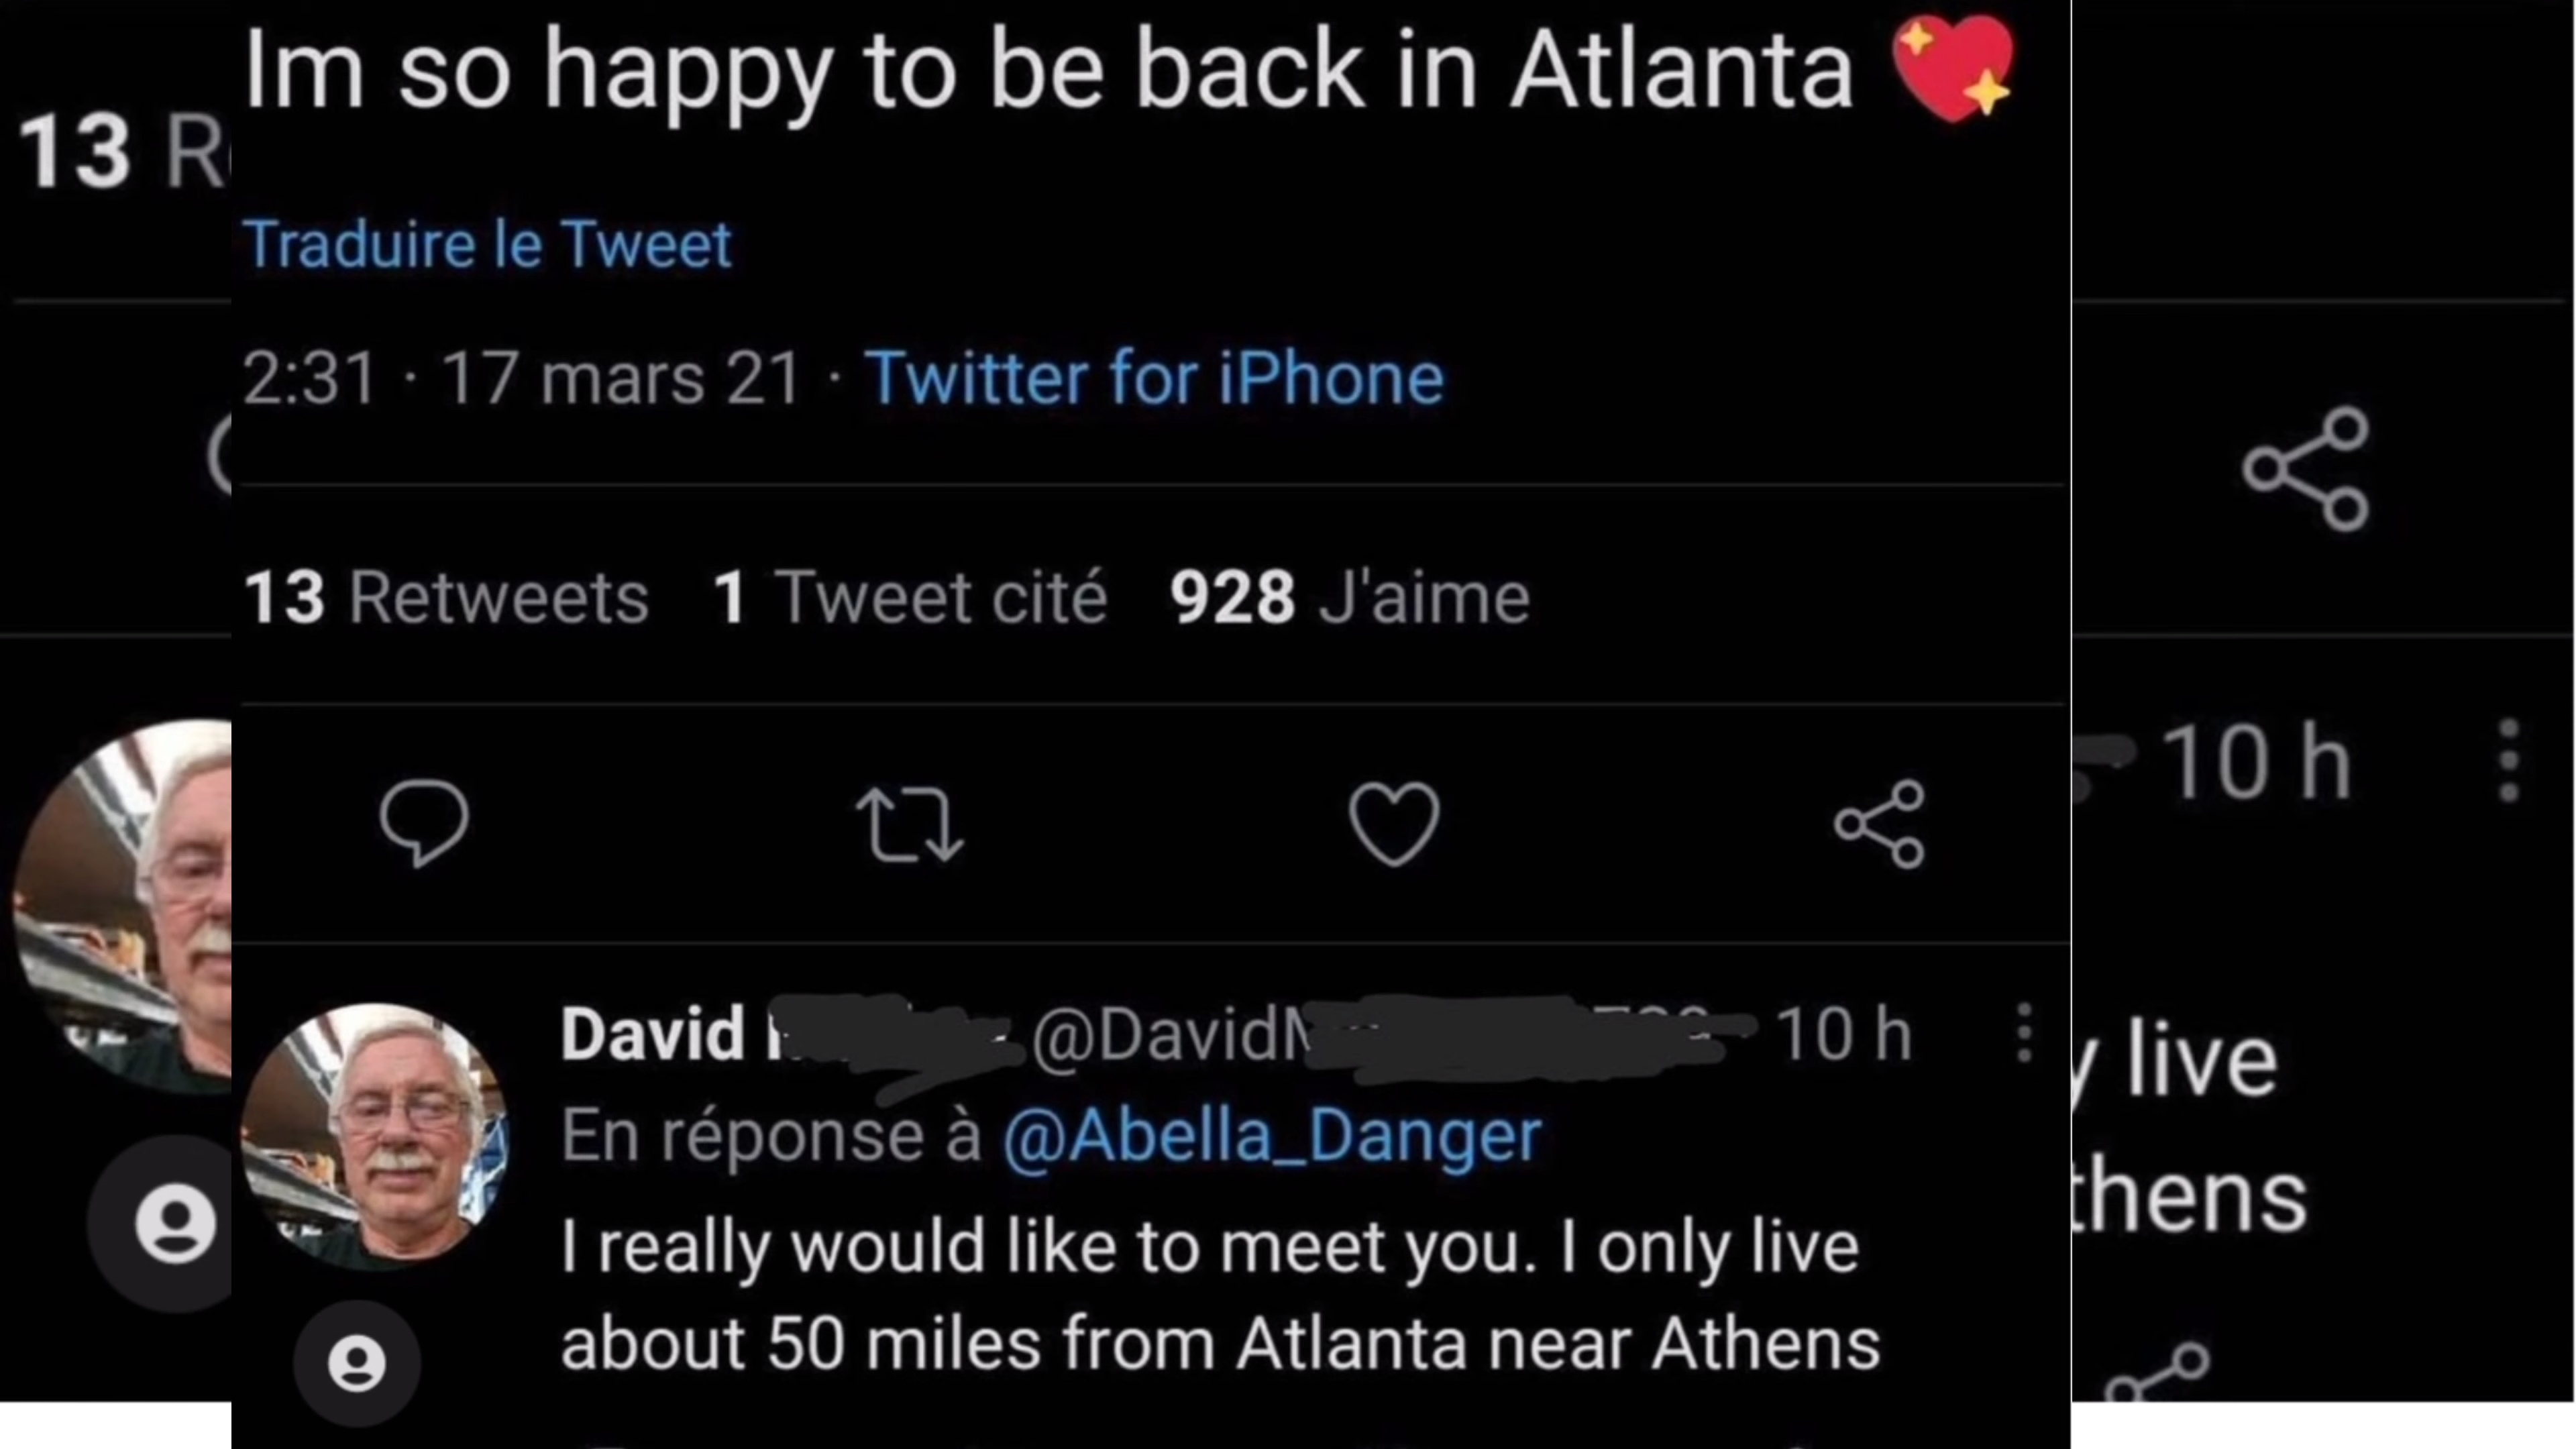 Im so happy to be back in Atlanta 💖
13 R
Traduire le Tweet
2:31 · 17 mars 21 · Twitter for iPhone
13 Retweets 1 Tweet cité 928 J'aime
David @DavidM 10 h
10 h
En réponse à @Abella_Danger
I really would like to meet you. I only live
about 50 miles from Atlanta near Athens
y live
thens